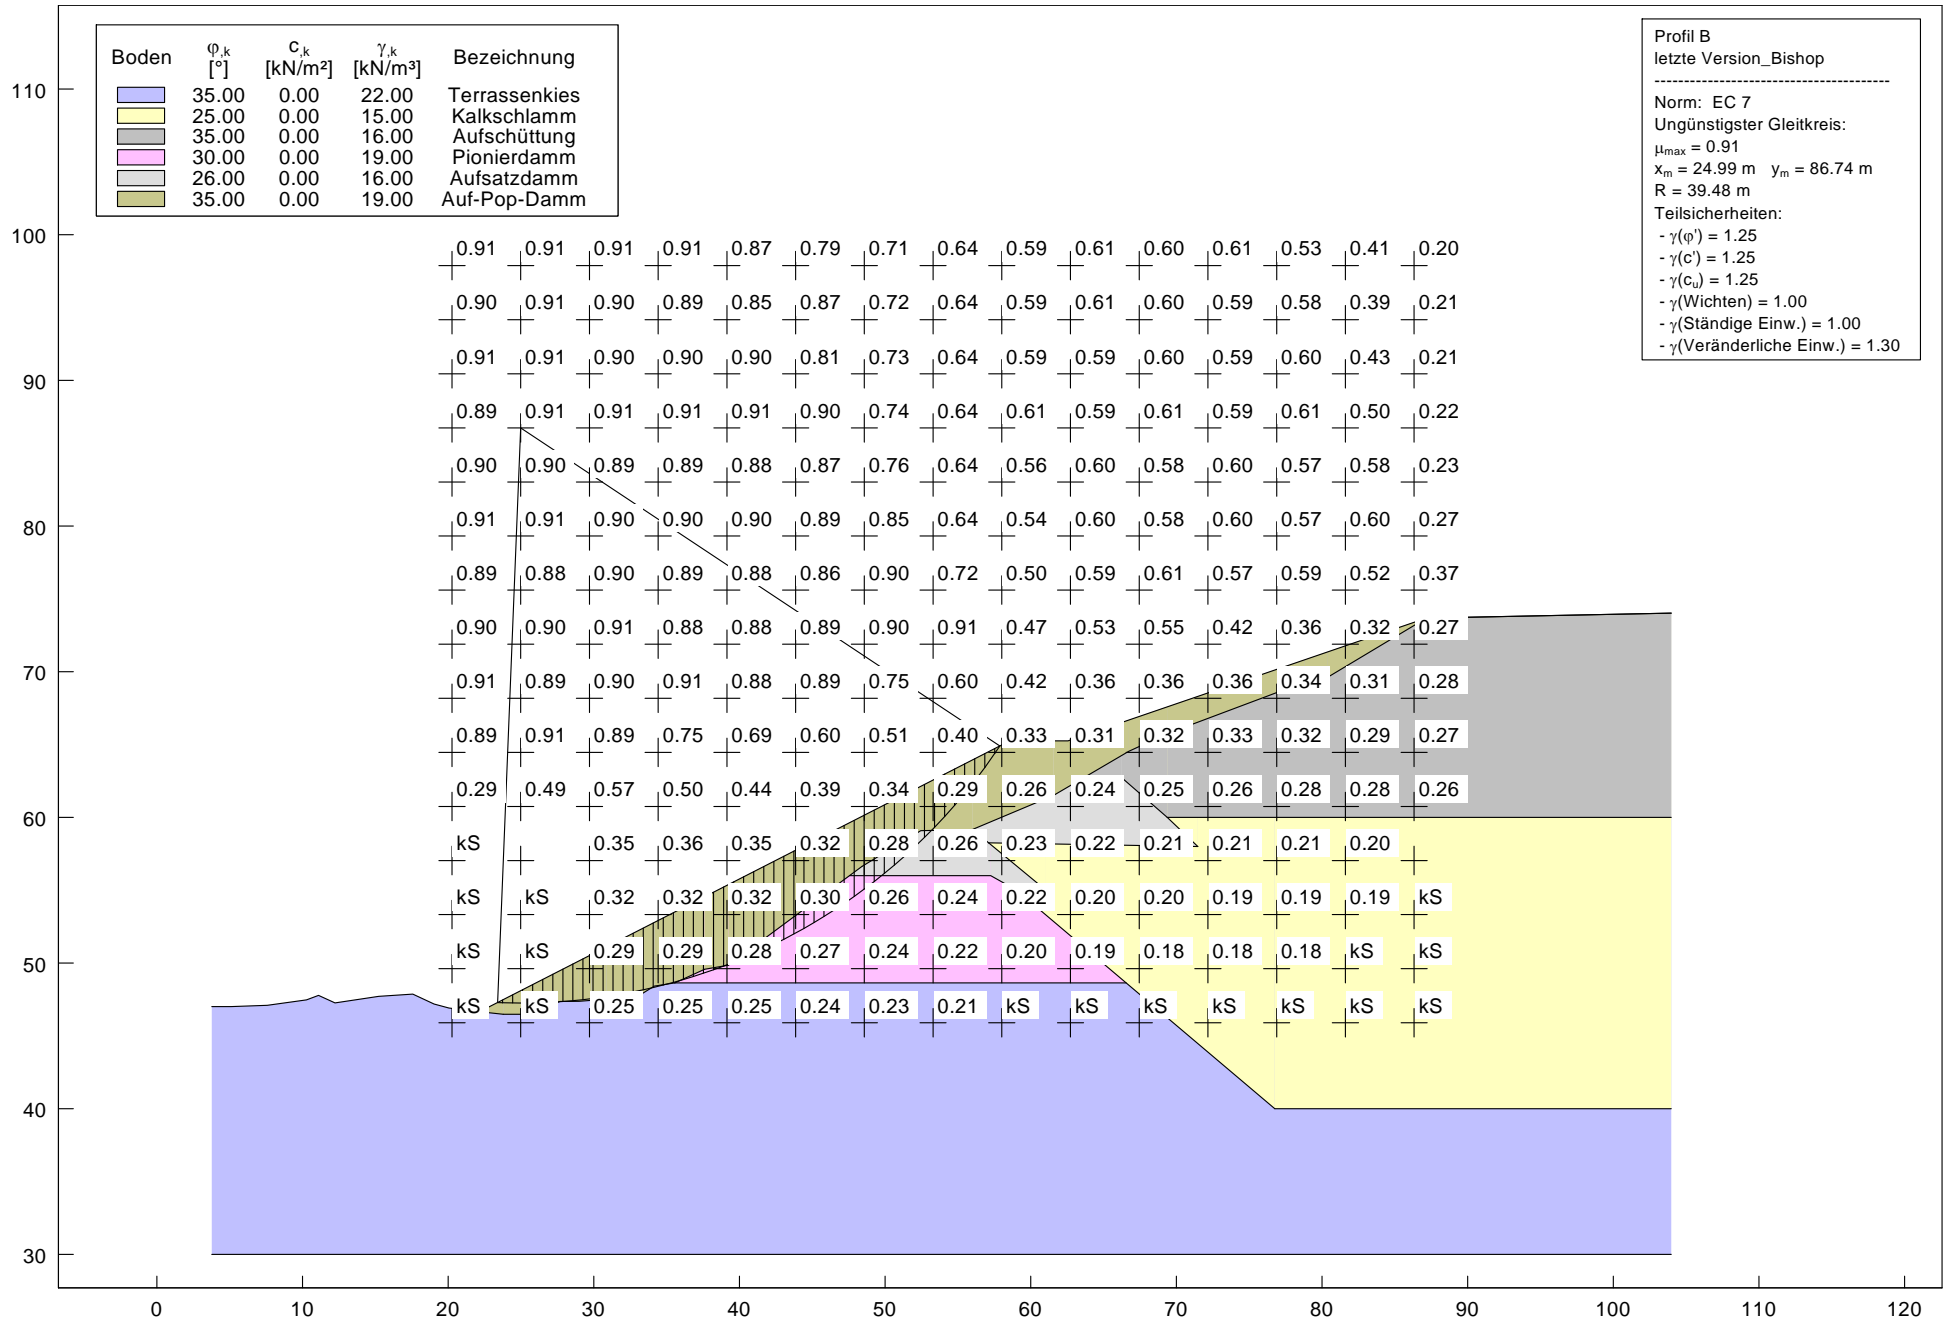 Boden φ,k c,k γ,k Bezeichnung
[°] [kN/m²] [kN/m³]
35.00 0.00 22.00 Terrassenkies
25.00 0.00 15.00 Kalkschlamm
35.00 0.00 16.00 Aufschüttung
30.00 0.00 19.00 Pionierdamm
26.00 0.00 16.00 Aufsatzdamm
35.00 0.00 19.00 Auf-Pop-Damm
Profil B
letzte Version_Bishop
----------------------------------------
Norm: EC 7
Ungünstigster Gleitkreis:
μmax = 0.91
xm = 24.99 m ym = 86.74 m
R = 39.48 m
Teilsicherheiten:
- γ(φ') = 1.25
- γ(c') = 1.25
- γ(cu) = 1.25
- γ(Wichten) = 1.00
- γ(Ständige Einw.) = 1.00
- γ(Veränderliche Einw.) = 1.30
110
100
90
80
70
60
50
40
30
0.91 0.91 0.91 0.91 0.87 0.79 0.71 0.64 0.59 0.61 0.60 0.61 0.53 0.41 0.20
0.90 0.91 0.90 0.89 0.85 0.87 0.72 0.64 0.59 0.61 0.60 0.59 0.58 0.39 0.21
0.91 0.91 0.90 0.90 0.90 0.81 0.73 0.64 0.59 0.59 0.60 0.59 0.60 0.43 0.21
0.89 0.91 0.91 0.91 0.91 0.90 0.74 0.64 0.61 0.59 0.61 0.59 0.61 0.50 0.22
0.90 0.90 0.89 0.89 0.88 0.87 0.76 0.64 0.56 0.60 0.58 0.60 0.57 0.58 0.23
0.91 0.91 0.90 0.90 0.90 0.89 0.85 0.64 0.54 0.60 0.58 0.60 0.57 0.60 0.27
0.89 0.88 0.90 0.89 0.88 0.86 0.90 0.72 0.50 0.59 0.61 0.57 0.59 0.52 0.37
0.90 0.90 0.91 0.88 0.88 0.89 0.90 0.91 0.47 0.53 0.55 0.42 0.36 0.32 0.27
0.91 0.89 0.90 0.91 0.88 0.89 0.75 0.60 0.42 0.36 0.36 0.36 0.34 0.31 0.28
0.89 0.91 0.89 0.75 0.69 0.60 0.51 0.40 0.33 0.31 0.32 0.33 0.32 0.29 0.27
0.29 0.49 0.57 0.50 0.44 0.39 0.34 0.29 0.26 0.24 0.25 0.26 0.28 0.28 0.26
kS 0.35 0.36 0.35 0.32 0.28 0.26 0.23 0.22 0.21 0.21 0.21 0.20
kS kS 0.32 0.32 0.32 0.30 0.26 0.24 0.22 0.20 0.20 0.19 0.19 0.19 kS
kS kS 0.29 0.29 0.28 0.27 0.24 0.22 0.20 0.19 0.18 0.18 0.18 kS kS
kS kS 0.25 0.25 0.25 0.24 0.23 0.21 kS kS kS kS kS kS kS
0 10 20 30 40 50 60 70 80 90 100 110 120